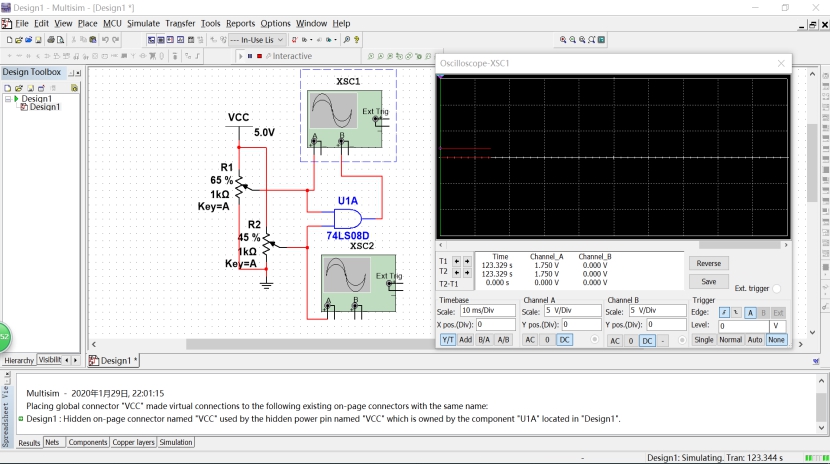 Design1 - Multisim - [Design1 *]
File Edit View Place MCU Simulate Transfer Tools Reports Options Window Help
--- In-Use Lis
Interactive
Design Toolbox
Design1
Design1
Hierarchy Visibilit
Design1 *
XSC1
Ext Trig
A B
VCC
5.0V
R1
65 %
1kΩ
Key=A
U1A
74LS08D
R2
45 %
1kΩ
Key=A
XSC2
Ext Trig
A B
52
Oscilloscope-XSC1
Time Channel_A Channel_B
T1 123.329 s 1.750 V 0.000 V
T2 123.329 s 1.750 V 0.000 V
T2-T1 0.000 s 0.000 V 0.000 V
Reverse
Save
Ext. trigger
Timebase Channel A Channel B Trigger
Scale: 10 ms/Div Scale: 5 V/Div Scale: 5 V/Div Edge: A B Ext
X pos.(Div): 0 Y pos.(Div): 0 Y pos.(Div): 0 Level: 0 V
Y/T Add B/A A/B AC 0 DC AC 0 DC - Single Normal Auto None
Spreadsheet Vie
Multisim - 2020年1月29日, 22:01:15
Placing global connector "VCC" made virtual connections to the following existing on-page connectors with the same name:
Design1 : Hidden on-page connector named "VCC" used by the hidden power pin named "VCC" which is owned by the component "U1A" located in "Design1".
Results Nets Components Copper layers Simulation
- Design1: Simulating. Tran: 123.344 s